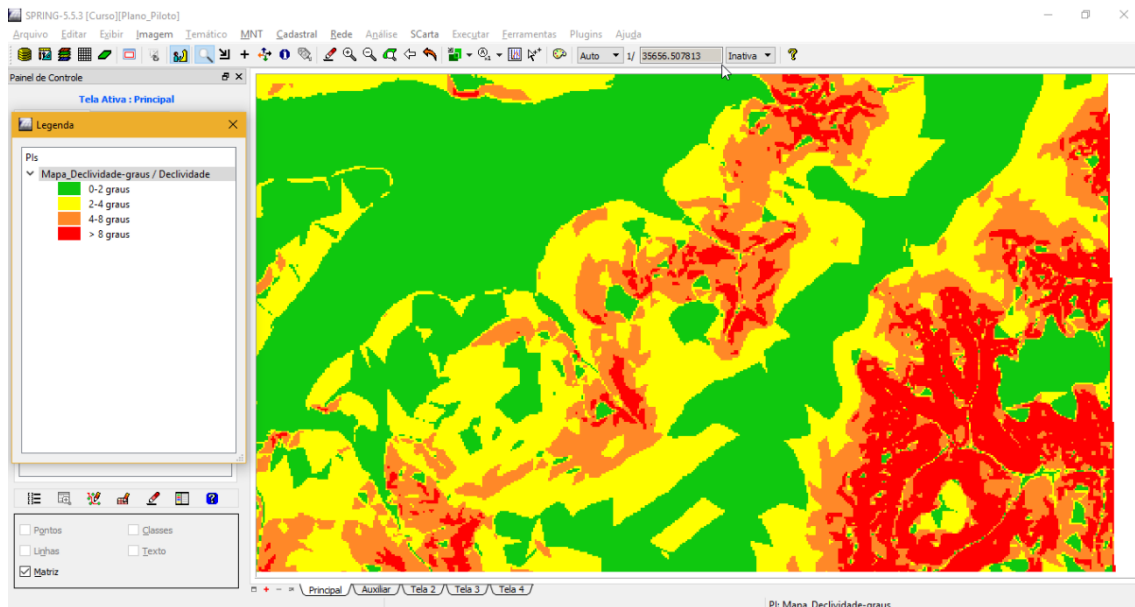 SPRING-5.5.3 [Curso][Plano_Piloto]
Arquivo Editar Exibir Imagem Temático MNT Cadastral Rede Análise SCarta Executar Ferramentas Plugins Ajuda
Auto 1/ 35656.507813 Inativa
Painel de Controle
Tela Ativa : Principal
Legenda
PIs
Mapa_Declividade-graus / Declividade
0-2 graus
2-4 graus
4-8 graus
> 8 graus
Pontos Classes
Linhas Texto
Matriz
Principal Auxiliar Tela 2 Tela 3 Tela 4
PI: Mapa_Declividade-graus